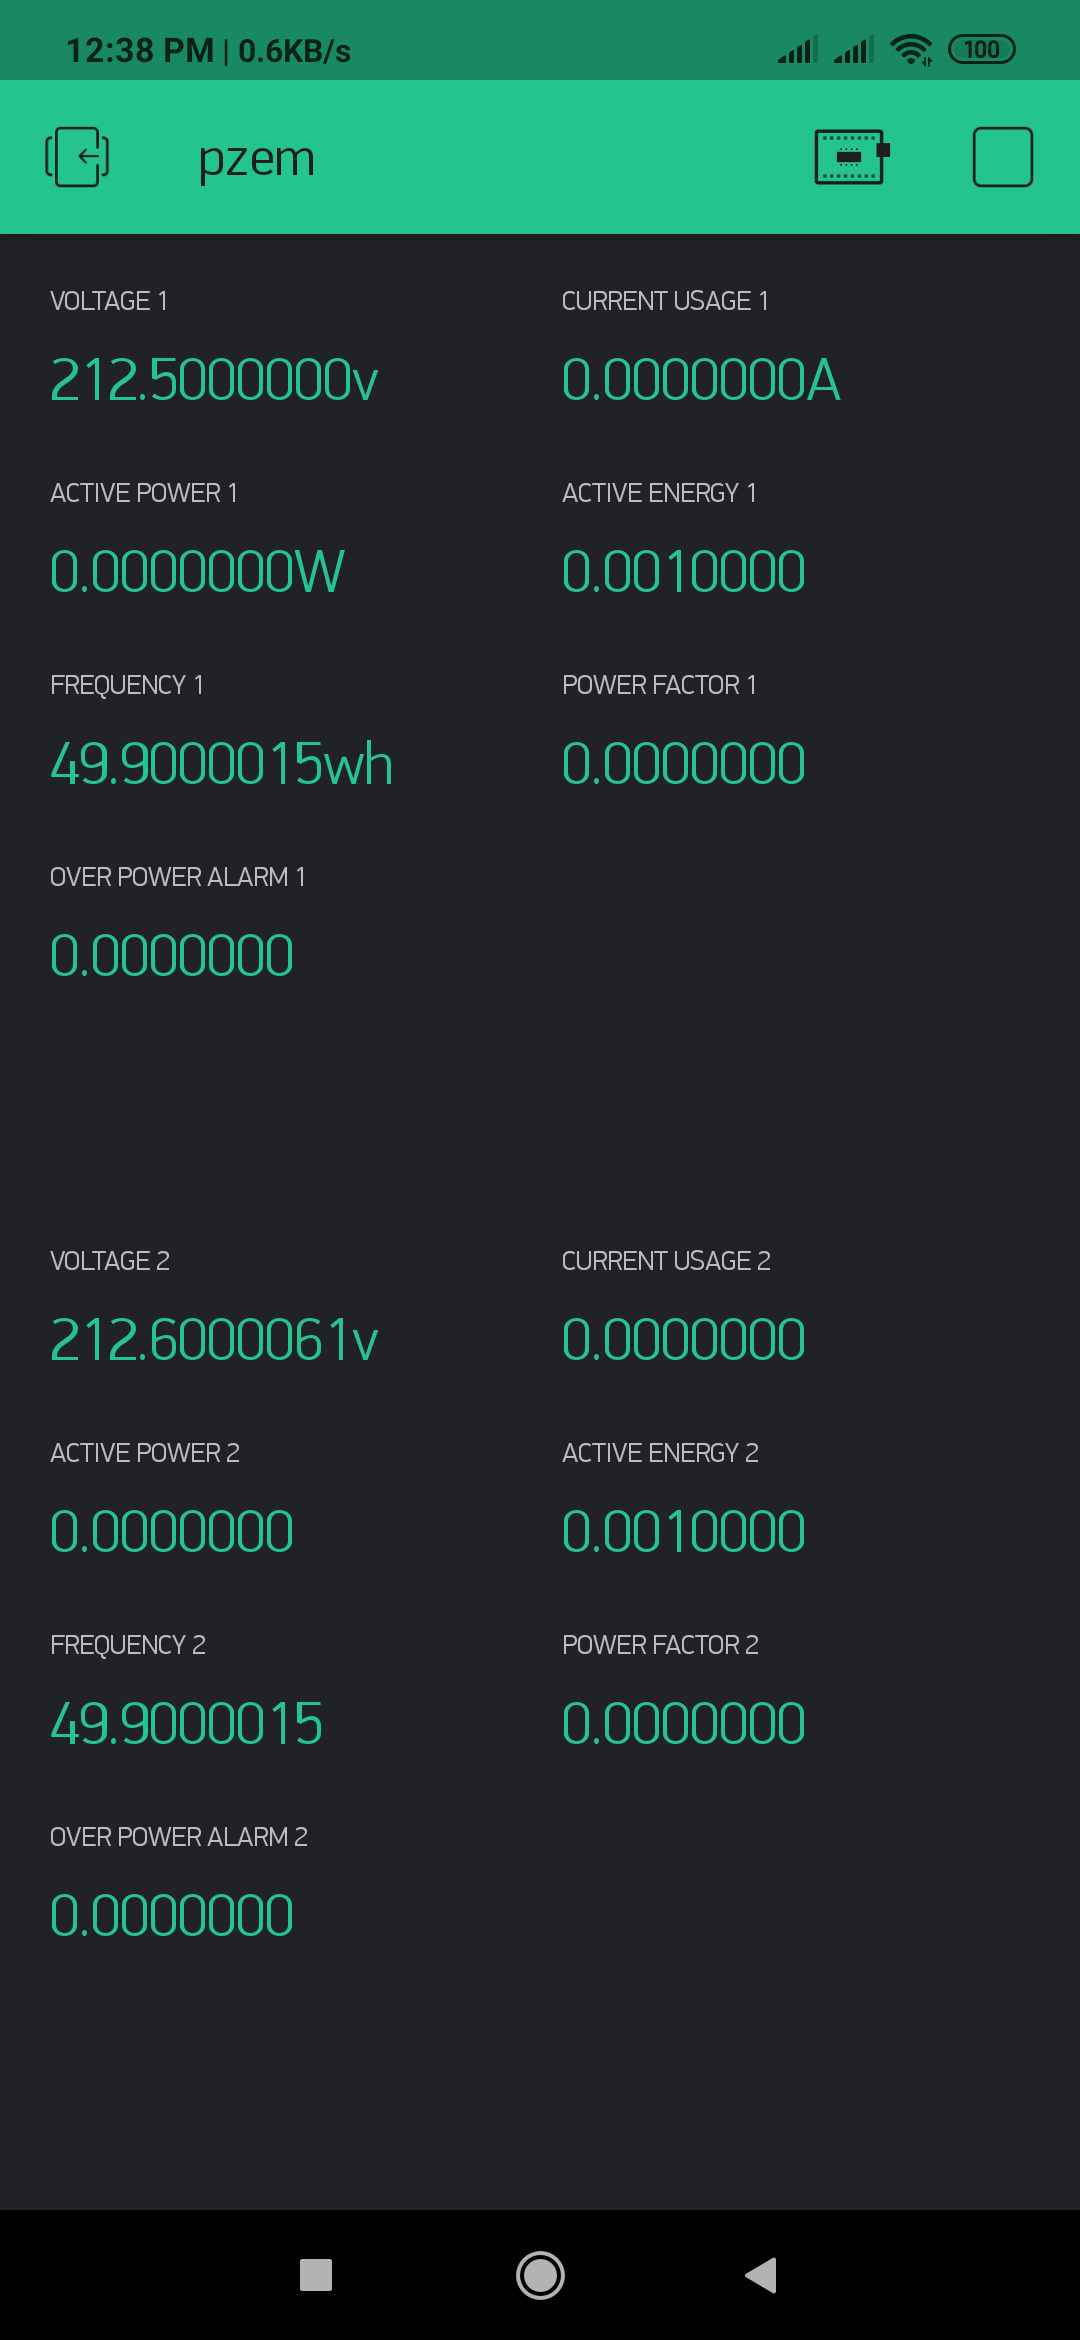 12:38 PM | 0.6KB/s 100
pzem
VOLTAGE 1 CURRENT USAGE 1
212.5000000v 0.0000000A
ACTIVE POWER 1 ACTIVE ENERGY 1
0.0000000W 0.0010000
FREQUENCY 1 POWER FACTOR 1
49.9000015wh 0.0000000
OVER POWER ALARM 1
0.0000000
VOLTAGE 2 CURRENT USAGE 2
212.6000061v 0.0000000
ACTIVE POWER 2 ACTIVE ENERGY 2
0.0000000 0.0010000
FREQUENCY 2 POWER FACTOR 2
49.9000015 0.0000000
OVER POWER ALARM 2
0.0000000